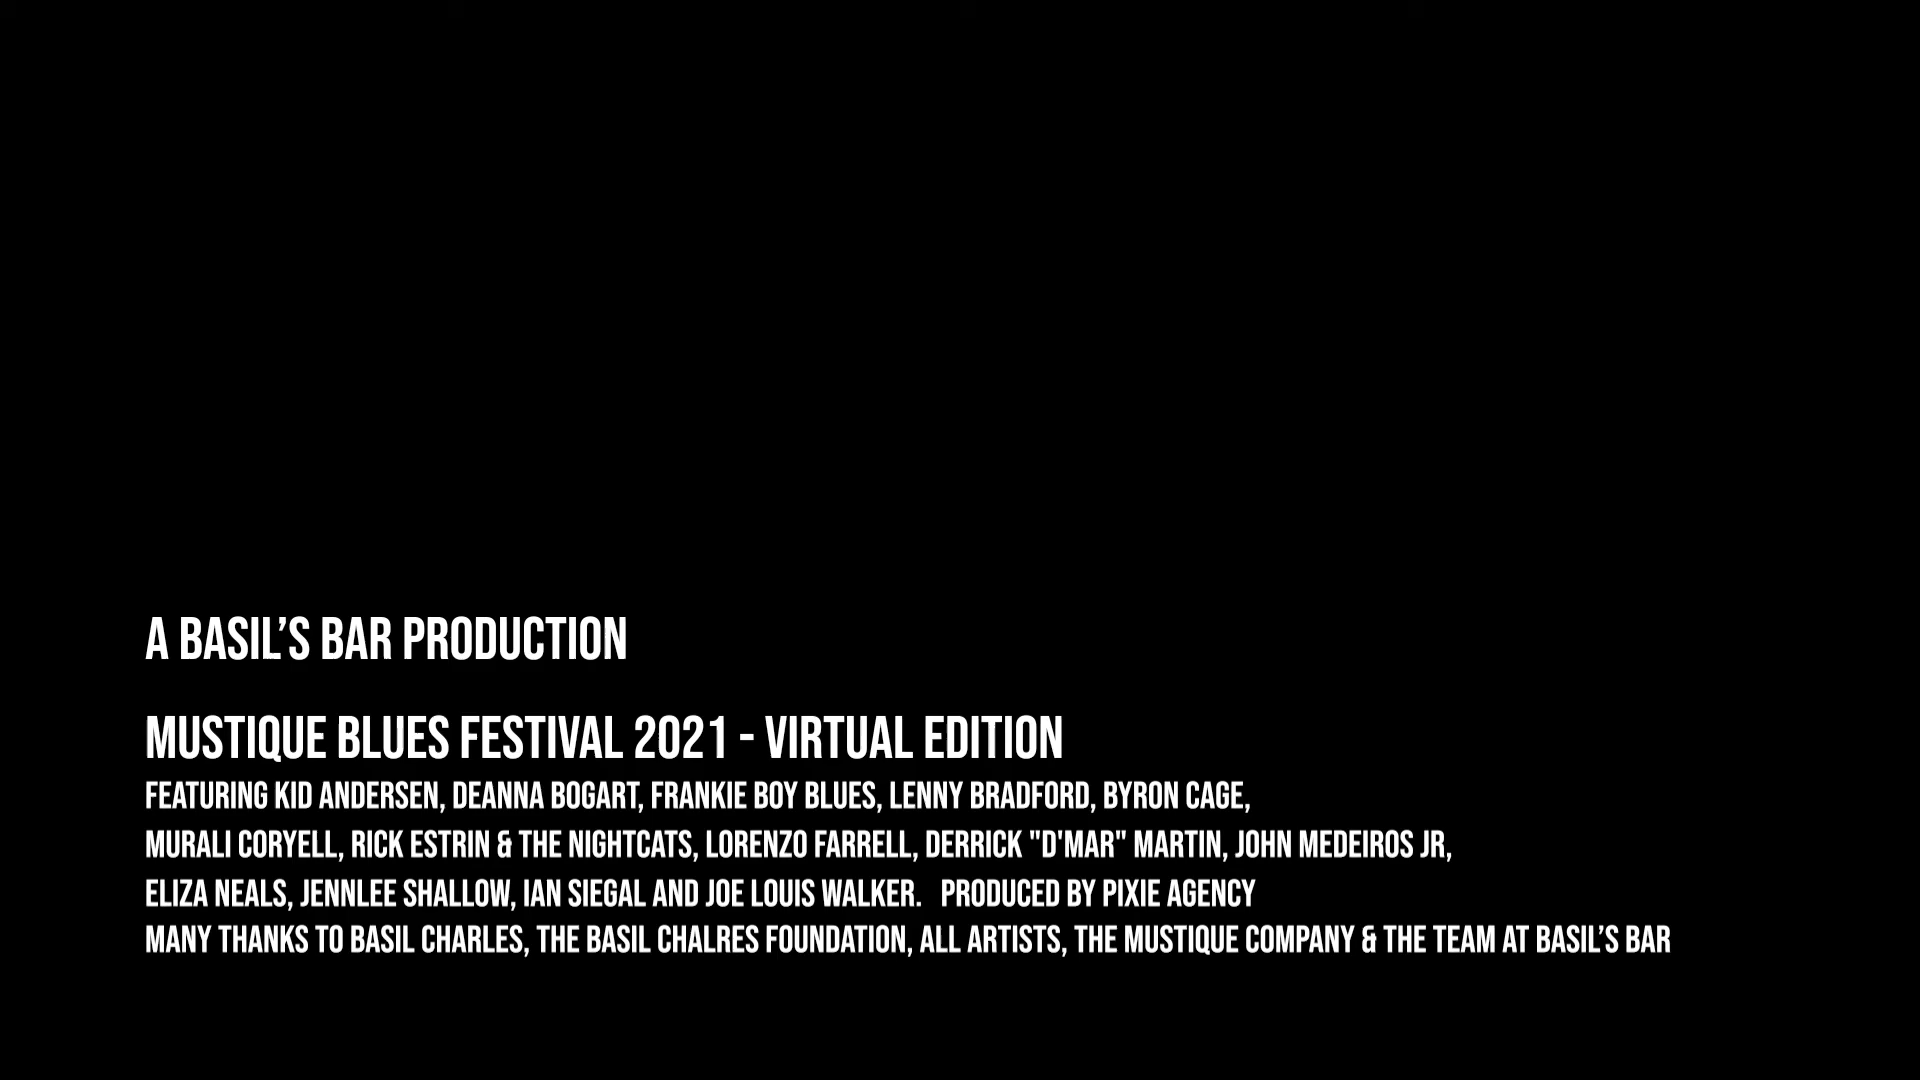 A BASIL’S BAR PRODUCTION
MUSTIQUE BLUES FESTIVAL 2021 - VIRTUAL EDITION
FEATURING KID ANDERSEN, DEANNA BOGART, FRANKIE BOY BLUES, LENNY BRADFORD, BYRON CAGE,
MURALI CORYELL, RICK ESTRIN & THE NIGHTCATS, LORENZO FARRELL, DERRICK "D'MAR" MARTIN, JOHN MEDEIROS JR,
ELIZA NEALS, JENNLEE SHALLOW, IAN SIEGAL AND JOE LOUIS WALKER.   PRODUCED BY PIXIE AGENCY
MANY THANKS TO BASIL CHARLES, THE BASIL CHALRES FOUNDATION, ALL ARTISTS, THE MUSTIQUE COMPANY & THE TEAM AT BASIL’S BAR